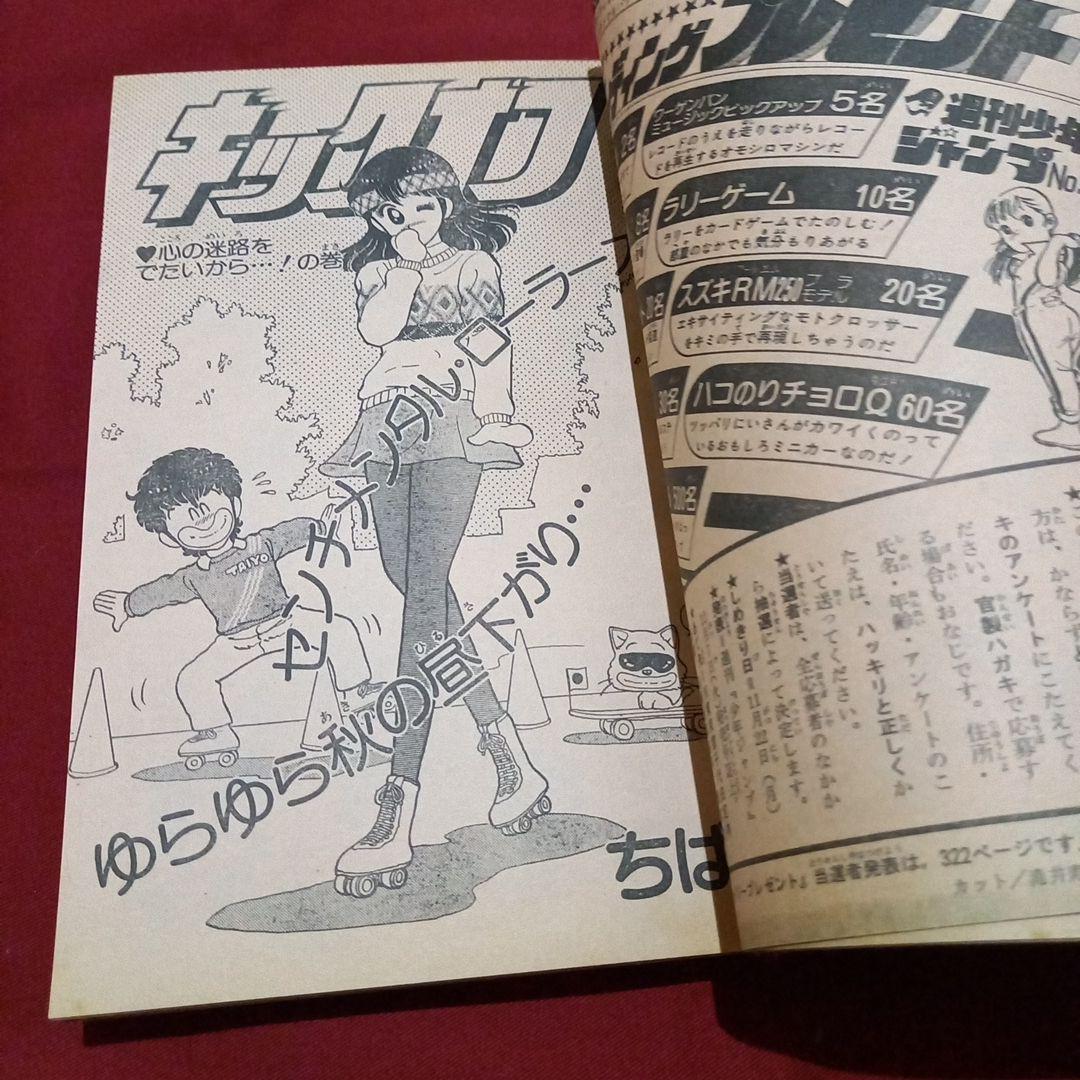 キックオフ
♥心の迷路を
でたいから…！の巻
センチメンタル・ローラーブ
ゆらゆら秋の昼下がり…
TAIYO
ちば
週刊少年
ジャンプNo.
ワーゲンバン
ミュージックピックアップ 5名
レコードのうえを走りながらレコー
ドを再生するオモシロマシンだ
ラリーゲーム 10名
ラリーをカードゲームでたのしむ！
部屋のなかでも気分もりあがる
スズキRM250 プラモデル 20名
エキサイティングなモトクロッサー
をキミの手で再現しちゃうのだ
ハコのりチョロQ 60名
ツッパリにいさんがカワイくのって
いるおもしろミニカーなのだ！
500名
方は、かならず
キのアンケートにこたえてく
ださい。官製ハガキで応募す
る場合もおなじです。住所・
氏名・年齢・アンケートのこ
たえは、ハッキリと正しくか
いて送ってください。
★当選者は、全応募者のなかか
ら抽選によって決定します。
★しめきり日＝11月22日（月）
プレゼント』当選者発表は、322ページです。
カット／